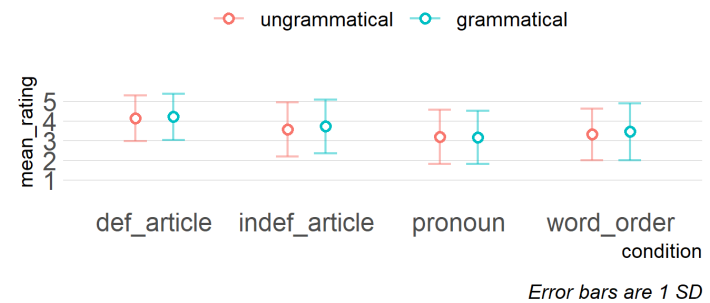 ungrammatical grammatical
mean_rating
5
4
3
2
1
def_article indef_article pronoun word_order
condition
Error bars are 1 SD